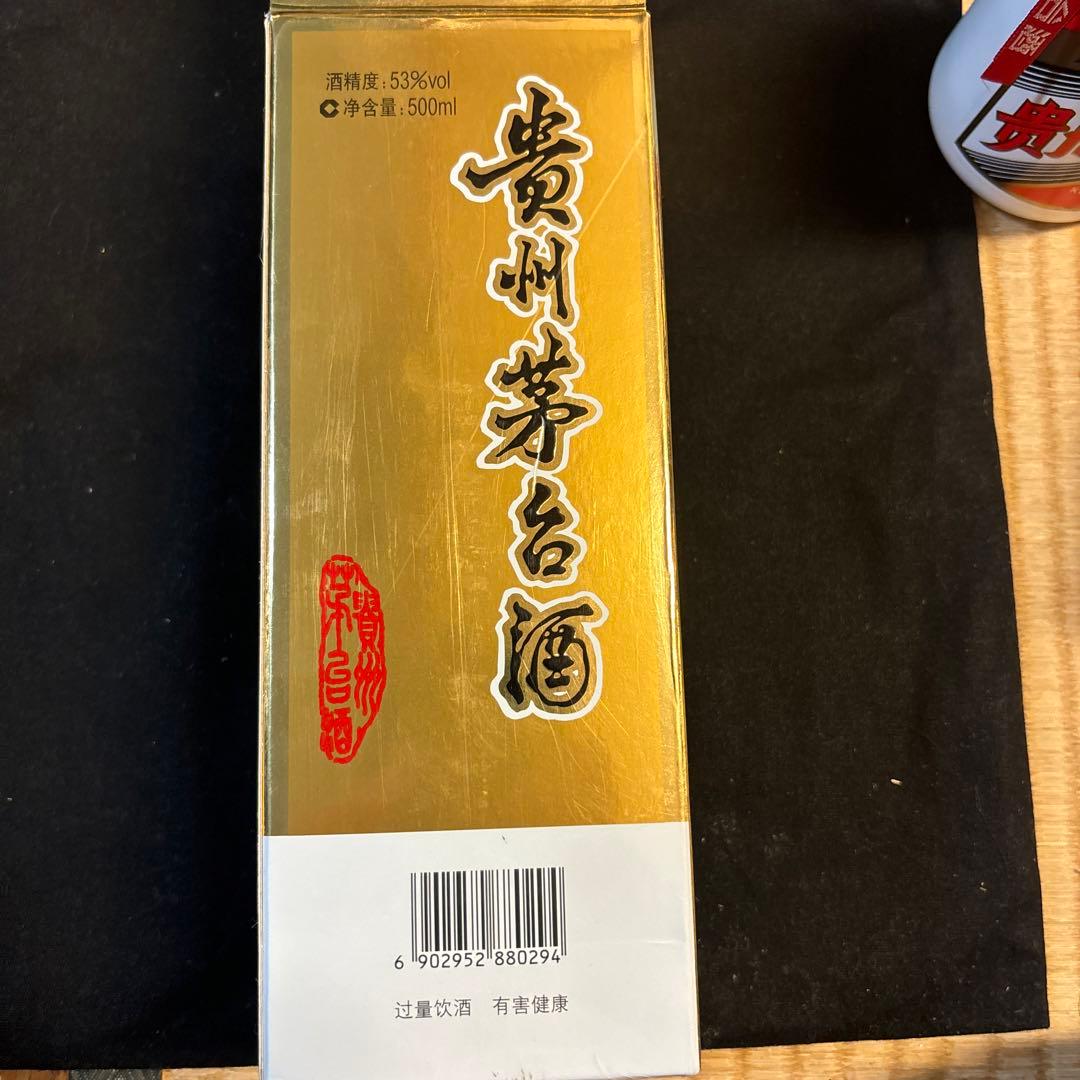 酒精度:53%vol
净含量:500ml
贵州茅台酒
貴州
茅台酒
6 902952 880294
过量饮酒 有害健康
贵